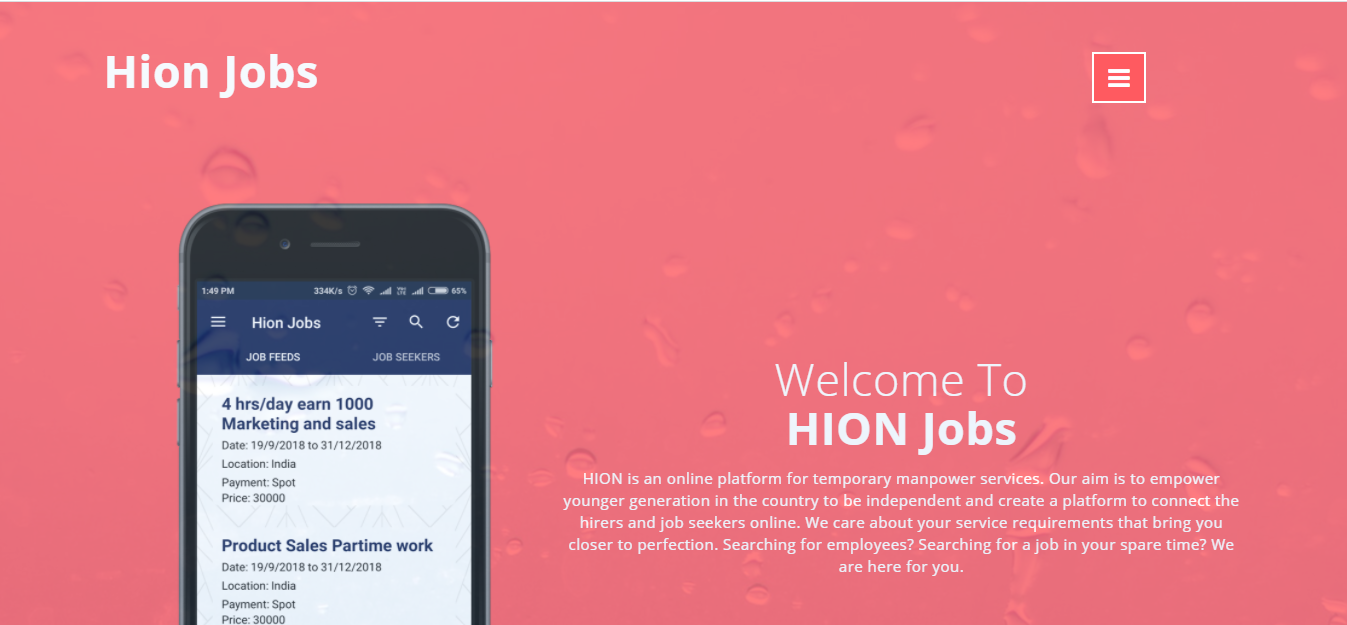 Hion Jobs
1:49 PM 334K/s 65%
Hion Jobs
JOB FEEDS JOB SEEKERS
4 hrs/day earn 1000
Marketing and sales
Date: 19/9/2018 to 31/12/2018
Location: India
Payment: Spot
Price: 30000
Product Sales Partime work
Date: 19/9/2018 to 31/12/2018
Location: India
Payment: Spot
Price: 30000
Welcome To
HION Jobs
HION is an online platform for temporary manpower services. Our aim is to empower
younger generation in the country to be independent and create a platform to connect the
hirers and job seekers online. We care about your service requirements that bring you
closer to perfection. Searching for employees? Searching for a job in your spare time? We
are here for you.